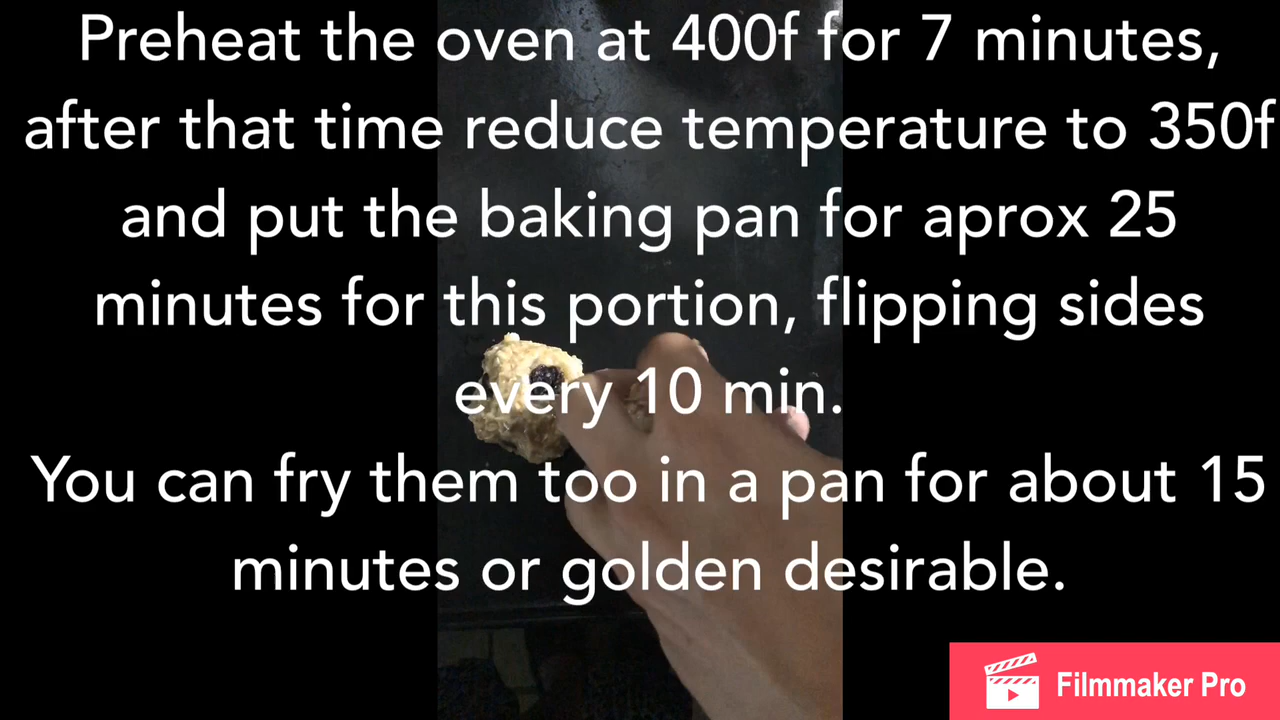 Preheat the oven at 400f for 7 minutes,
after that time reduce temperature to 350f
and put the baking pan for aprox 25
minutes for this portion, flipping sides
every 10 min.
You can fry them too in a pan for about 15
minutes or golden desirable.
Filmmaker Pro